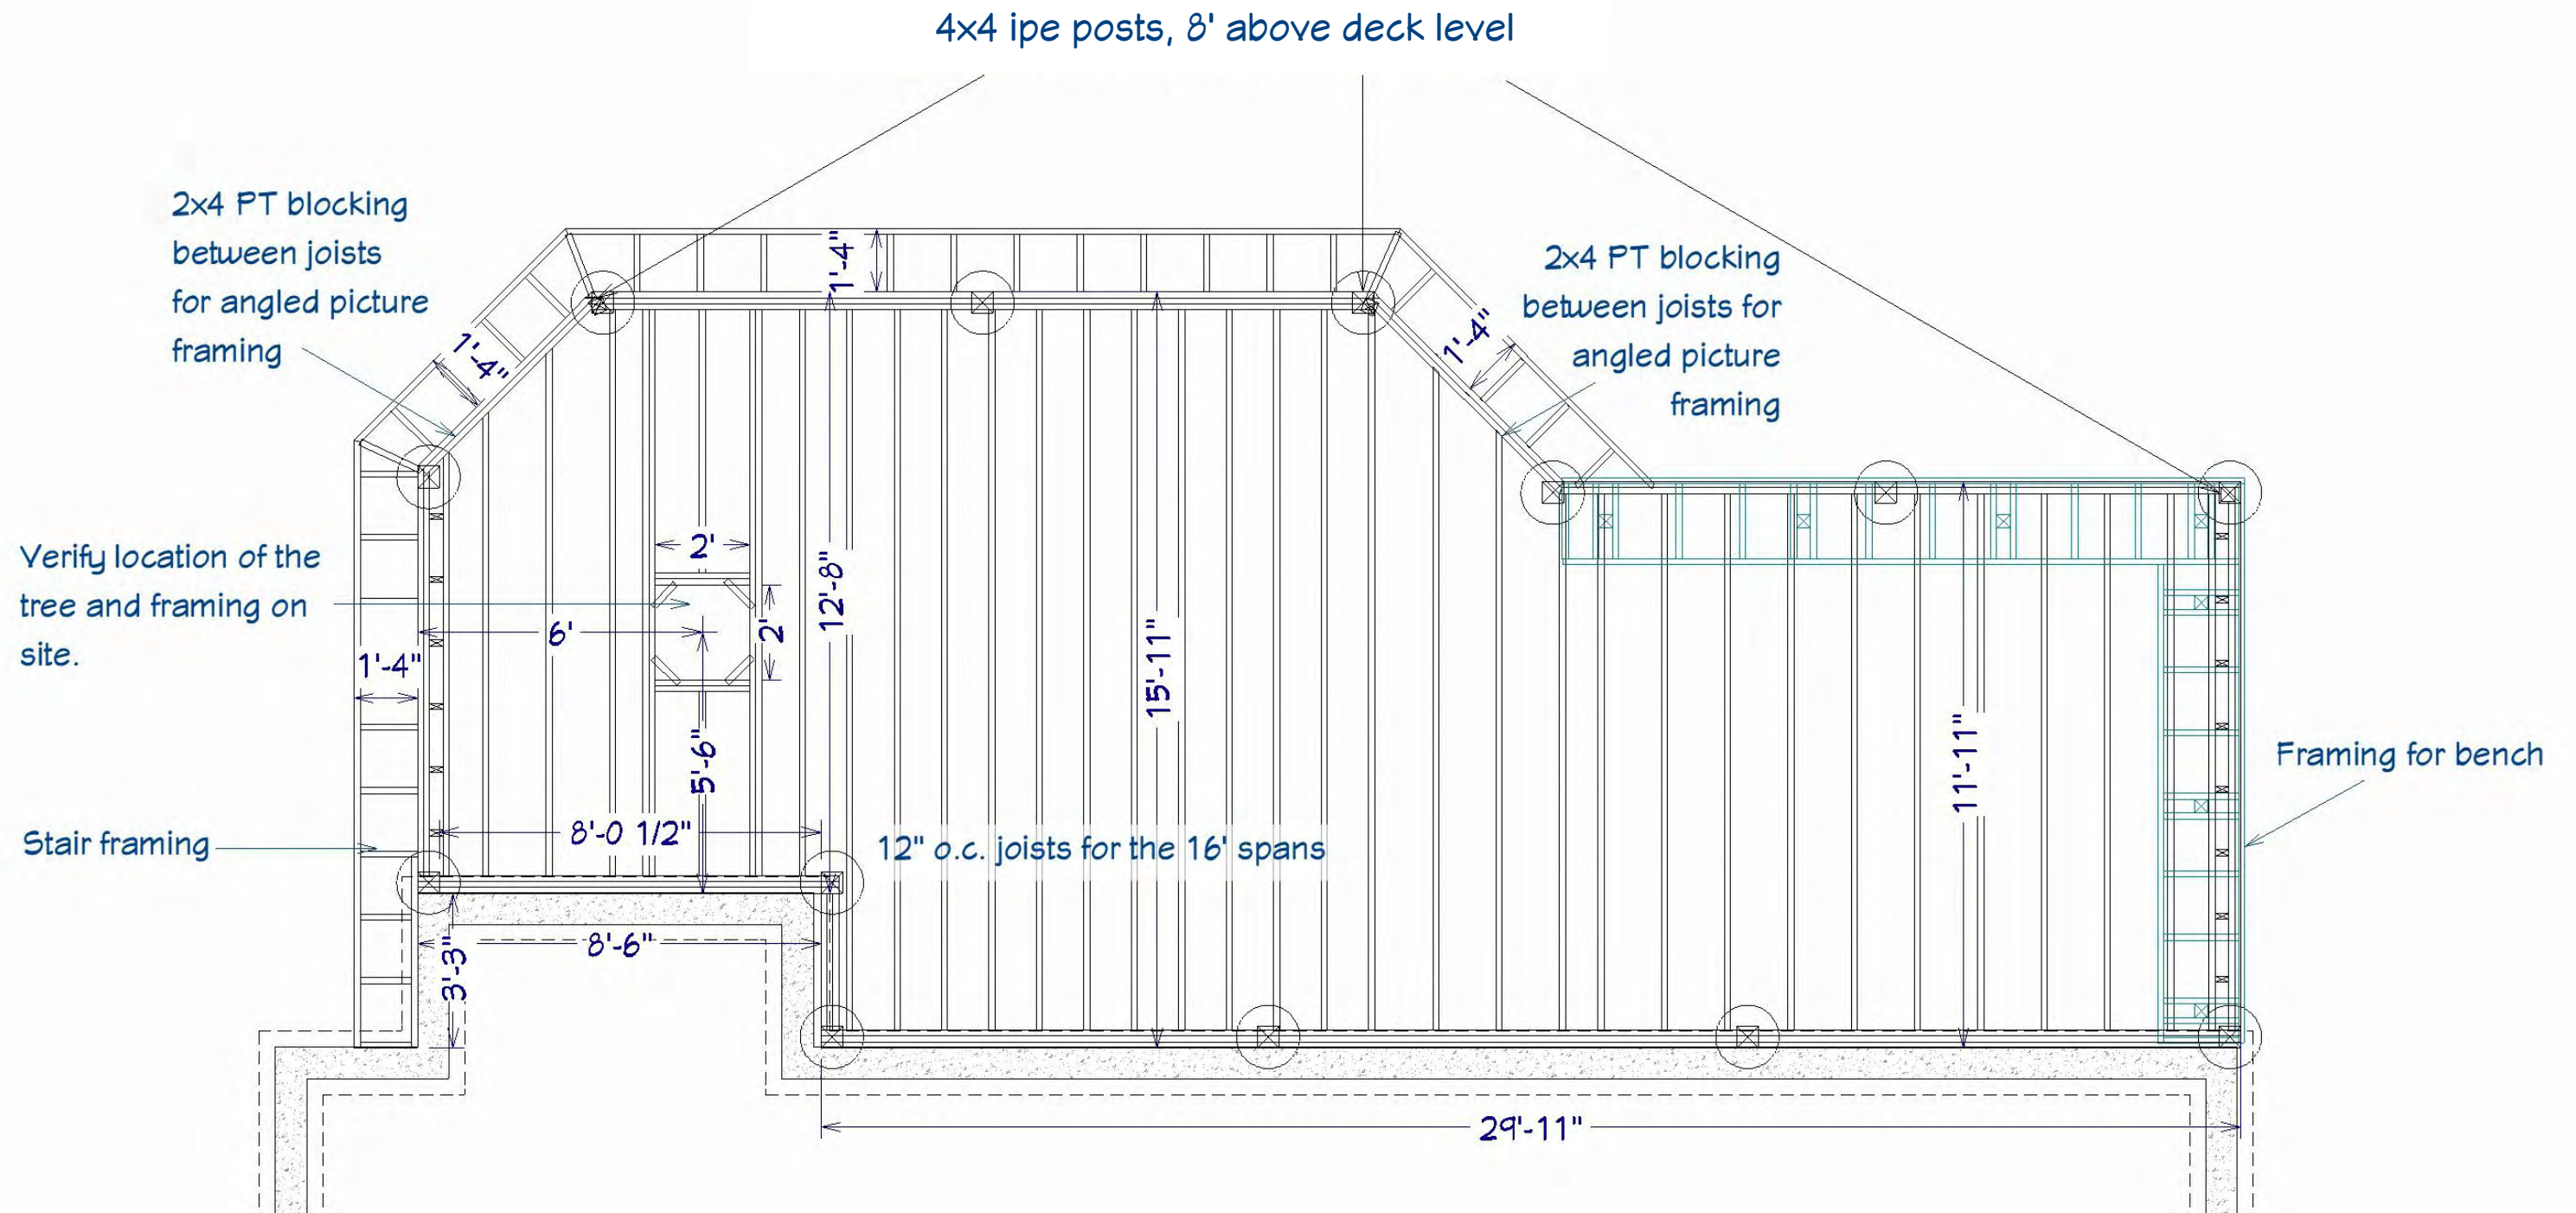 4x4 ipe posts, 8' above deck level
2x4 PT blocking
between joists
for angled picture
framing
1'-4"
2x4 PT blocking
between joists for
angled picture
framing
1'-4"
1'-4"
Verify location of the
tree and framing on
site.
2'
2'
6'
12'-8"
1'-4"
15'-11"
5'-6"
11'-11"
Framing for bench
Stair framing
8'-0 1/2"
12" o.c. joists for the 16' spans
8'-6"
3'-3"
29'-11"